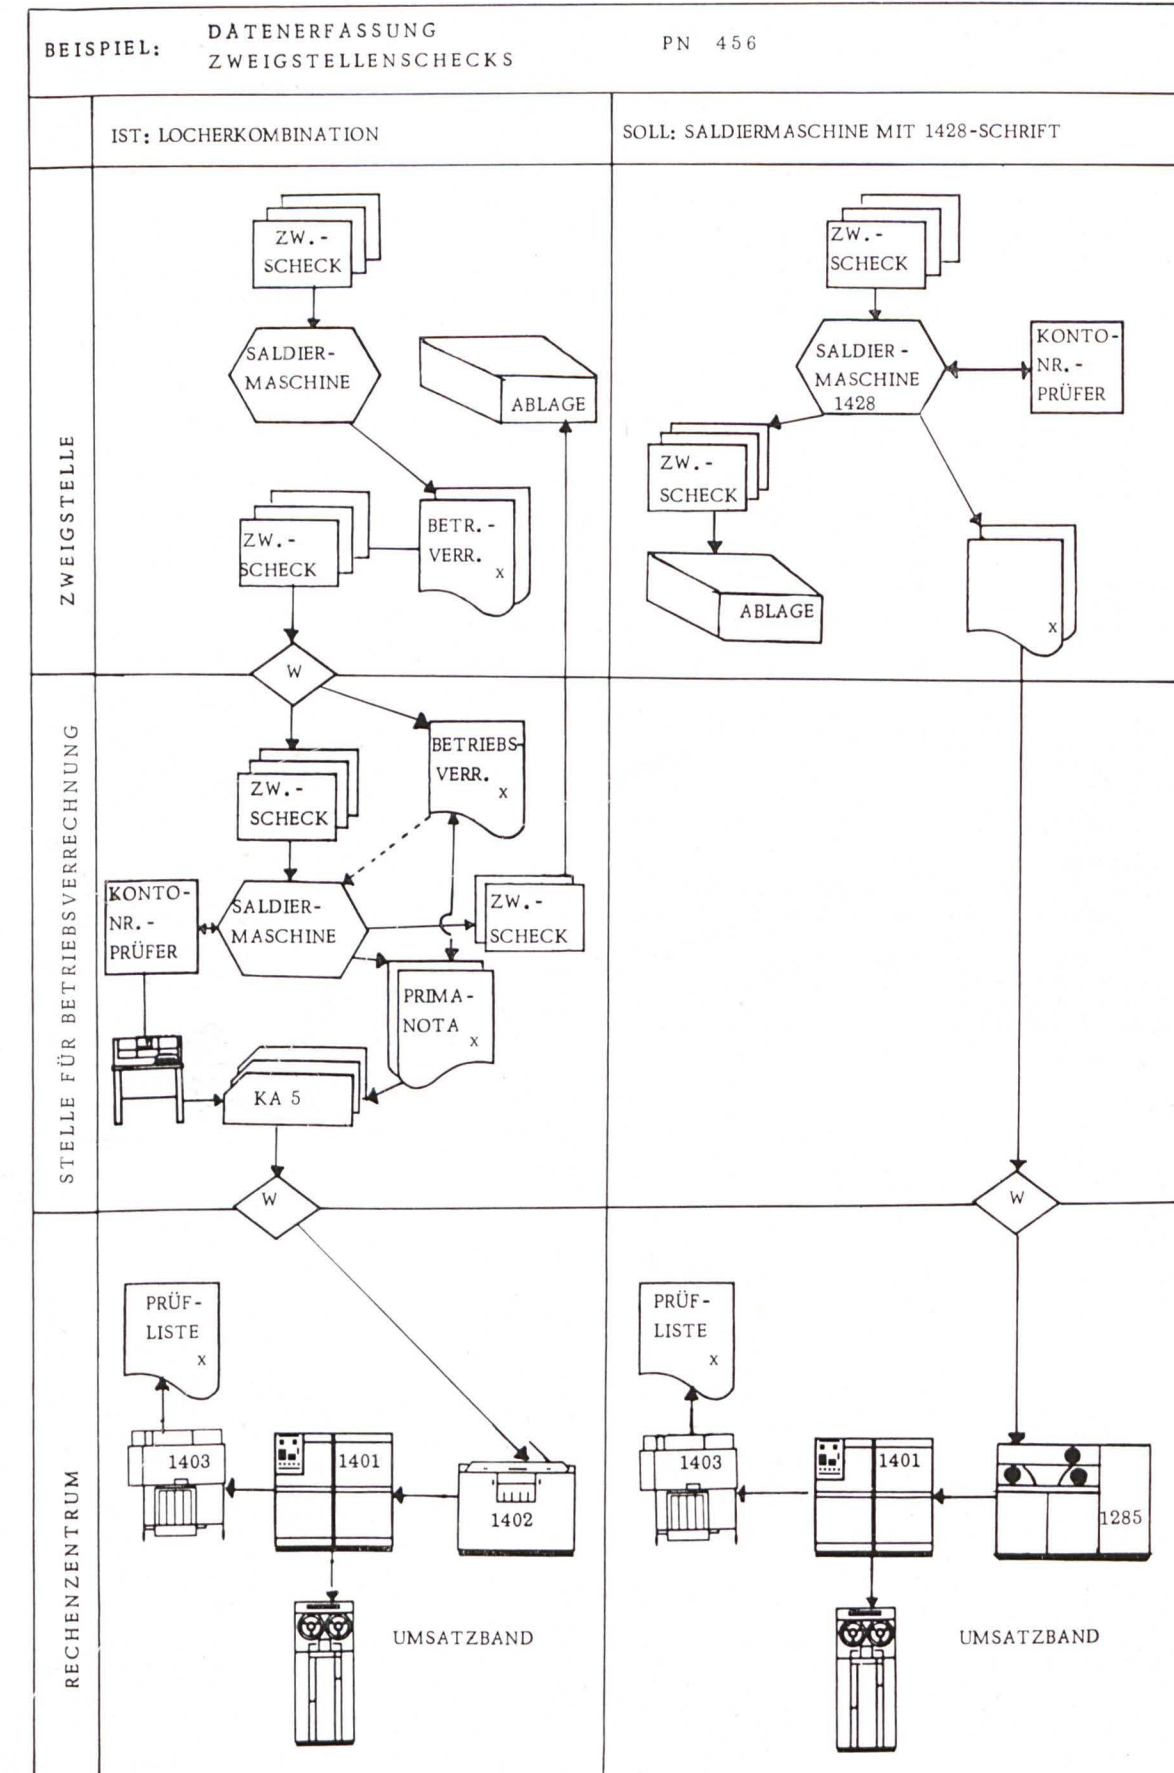 BEISPIEL:
DATENERFASSUNG
ZWEIGSTELLENSCHECKS
PN 456
IST: LOCHERKOMBINATION
SOLL: SALDIERMASCHINE MIT 1428-SCHRIFT
ZWEIGSTELLE
ZW.-
SCHECK
SALDIER-
MASCHINE
ABLAGE
ZW.-
SCHECK
BETR.-
VERR.
x
W
ZW.-
SCHECK
SALDIER-
MASCHINE
1428
KONTO-
NR.-
PRÜFER
ZW.-
SCHECK
ABLAGE
x
STELLE FÜR BETRIEBSVERRECHNUNG
ZW.-
SCHECK
BETRIEBS-
VERR.
x
KONTO-
NR.-
PRÜFER
SALDIER-
MASCHINE
ZW.-
SCHECK
PRIMA-
NOTA
x
KA 5
W
W
RECHENZENTRUM
PRÜF-
LISTE
x
1403
1401
1402
UMSATZBAND
PRÜF-
LISTE
x
1403
1401
1285
UMSATZBAND